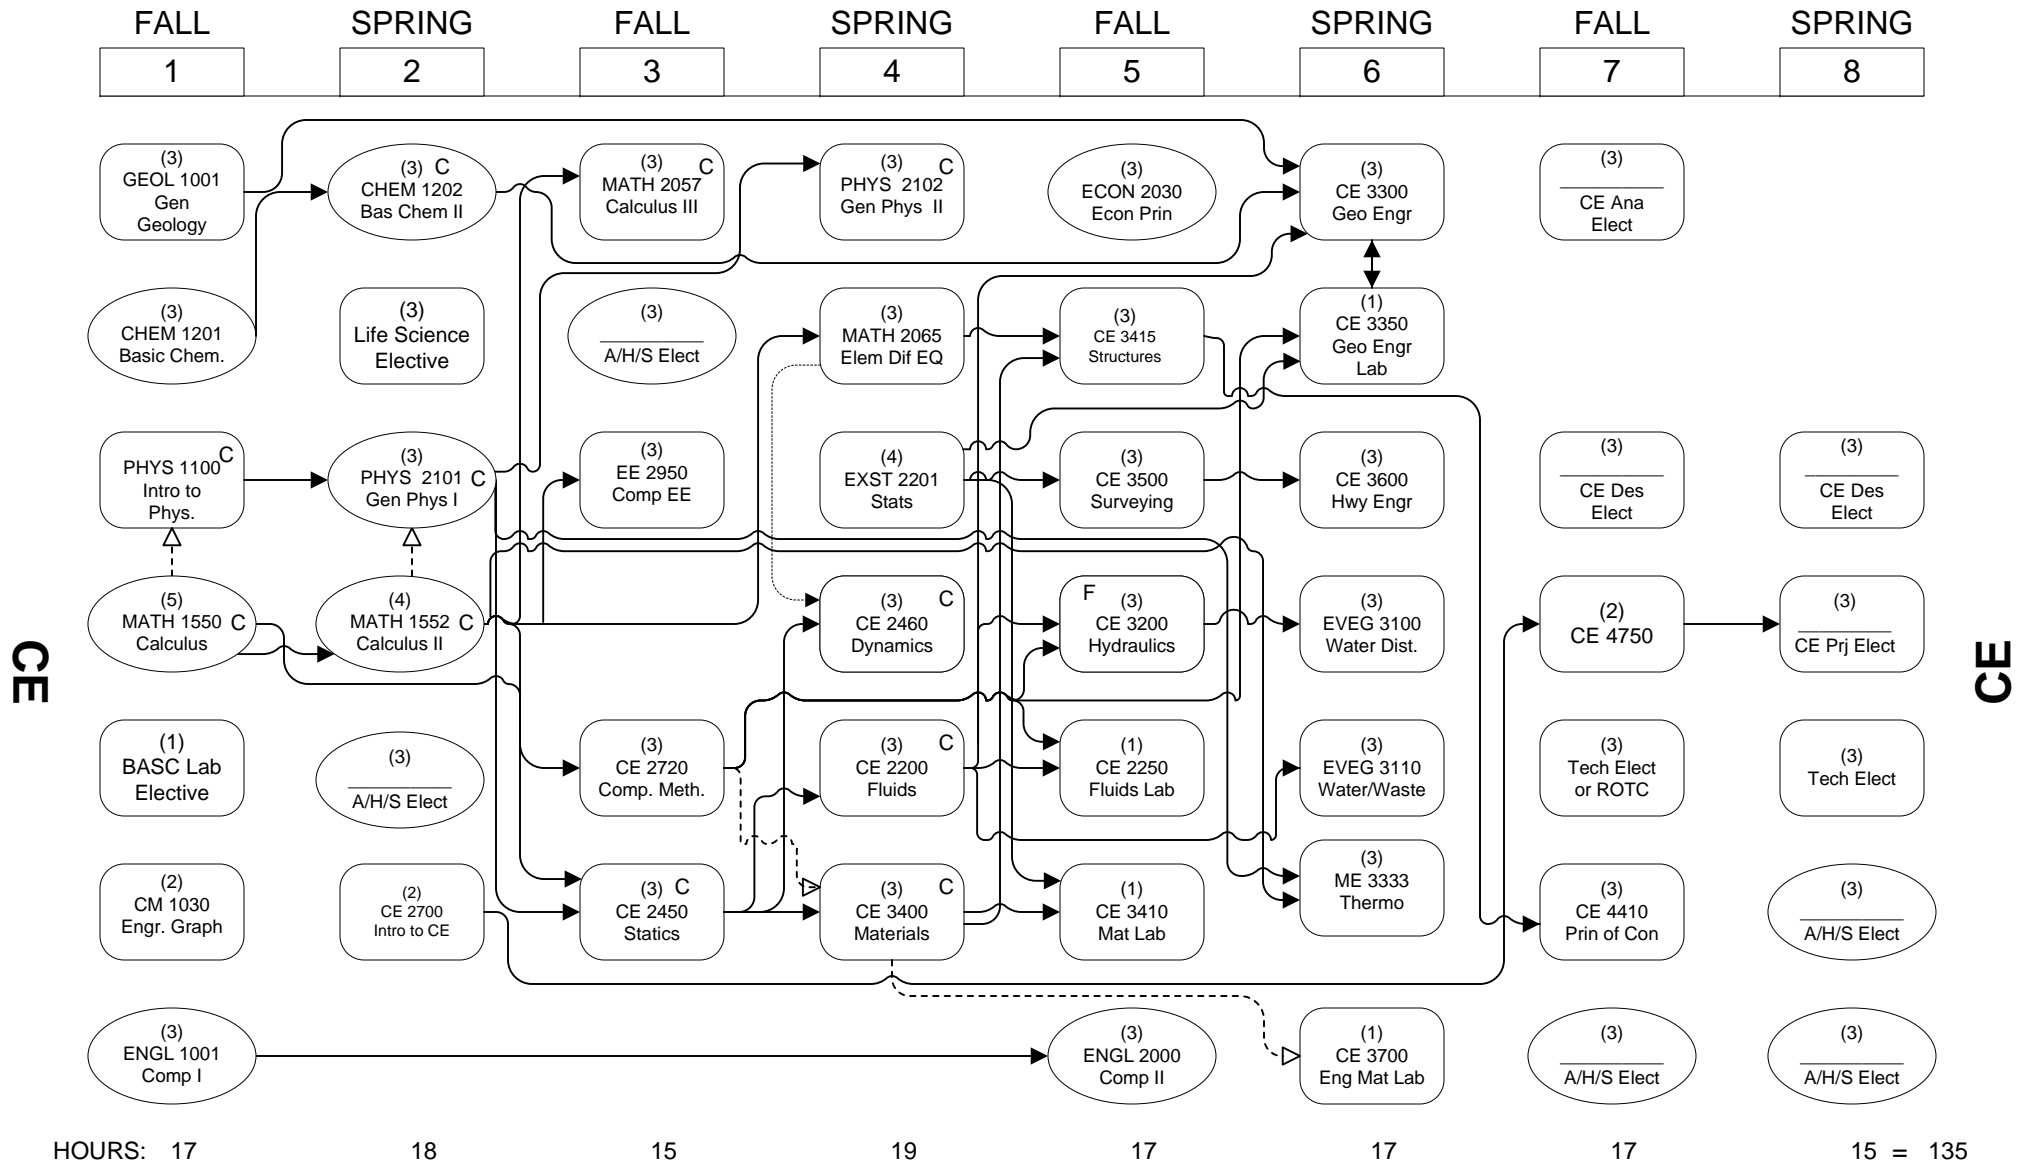 FALL
1
SPRING
2
FALL
3
SPRING
4
FALL
5
SPRING
6
FALL
7
SPRING
8
(3)
GEOL 1001
Gen
Geology
(3) C
CHEM 1202
Bas Chem II
(3) C
MATH 2057
Calculus III
(3) C
PHYS 2102
Gen Phys II
(3)
ECON 2030
Econ Prin
(3)
CE 3300
Geo Engr
(3)
CE Ana
Elect
(3)
CHEM 1201
Basic Chem.
(3)
Life Science
Elective
(3)
A/H/S Elect
(3)
MATH 2065
Elem Dif EQ
(3)
CE 3415
Structures
(1)
CE 3350
Geo Engr
Lab
PHYS 1100 C
Intro to
Phys.
(3)
PHYS 2101 C
Gen Phys I
(3)
EE 2950
Comp EE
(4)
EXST 2201
Stats
(3)
CE 3500
Surveying
(3)
CE 3600
Hwy Engr
(3)
CE Des
Elect
(3)
CE Des
Elect
(5)
MATH 1550 C
Calculus
(4)
MATH 1552 C
Calculus II
(3) C
CE 2460
Dynamics
F (3)
CE 3200
Hydraulics
(3)
EVEG 3100
Water Dist.
(2)
CE 4750
(3)
CE Prj Elect
CE
CE
(1)
BASC Lab
Elective
(3)
A/H/S Elect
(3)
CE 2720
Comp. Meth.
(3) C
CE 2200
Fluids
(1)
CE 2250
Fluids Lab
(3)
EVEG 3110
Water/Waste
(3)
Tech Elect
or ROTC
(3)
Tech Elect
(2)
CM 1030
Engr. Graph
(2)
CE 2700
Intro to CE
(3) C
CE 2450
Statics
(3) C
CE 3400
Materials
(1)
CE 3410
Mat Lab
(3)
ME 3333
Thermo
(3)
CE 4410
Prin of Con
(3)
A/H/S Elect
(3)
ENGL 1001
Comp I
(3)
ENGL 2000
Comp II
(1)
CE 3700
Eng Mat Lab
(3)
A/H/S Elect
(3)
A/H/S Elect
HOURS: 17 18 15 19 17 17 17 15 = 135